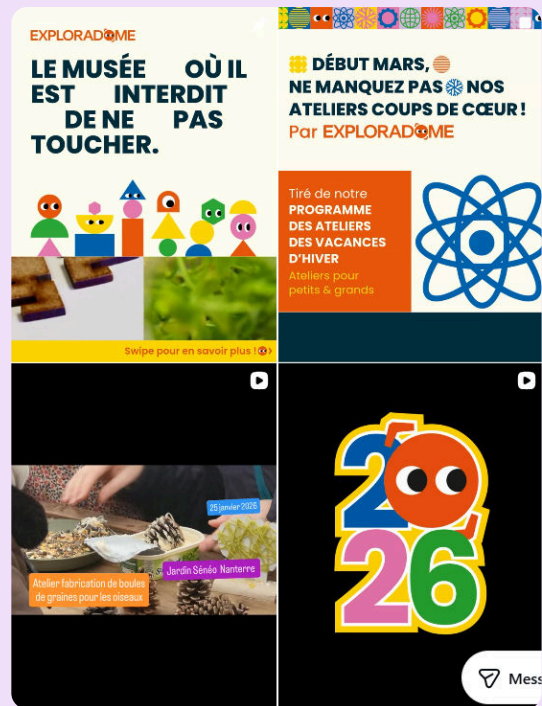 EXPLORADOME
LE MUSÉE OÙ IL
EST INTERDIT
DE NE PAS
TOUCHER.
Swipe pour en savoir plus !
DÉBUT MARS,
NE MANQUEZ PAS NOS
ATELIERS COUPS DE CŒUR !
Par EXPLORADOME
Tiré de notre
PROGRAMME
DES ATELIERS
DES VACANCES
D'HIVER
Ateliers pour
petits & grands
25 janvier 2026
Jardin Sénéo Nanterre
Atelier fabrication de boules
de graines pour les oiseaux
2026
Mess